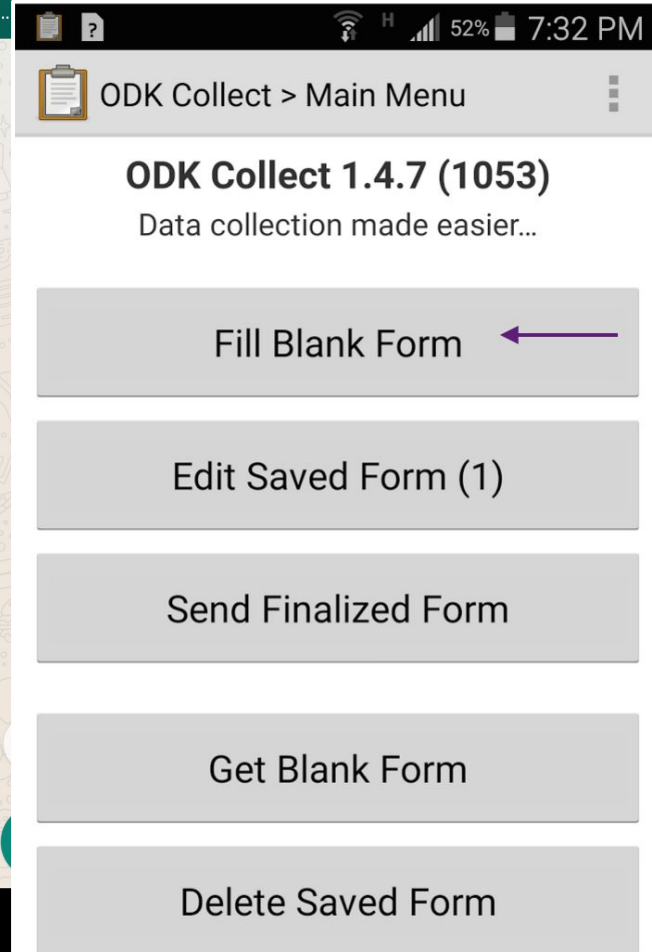 ...
?
H
52%
7:32 PM
ODK Collect > Main Menu
ODK Collect 1.4.7 (1053)
Data collection made easier...
Fill Blank Form
Edit Saved Form (1)
Send Finalized Form
Get Blank Form
Delete Saved Form